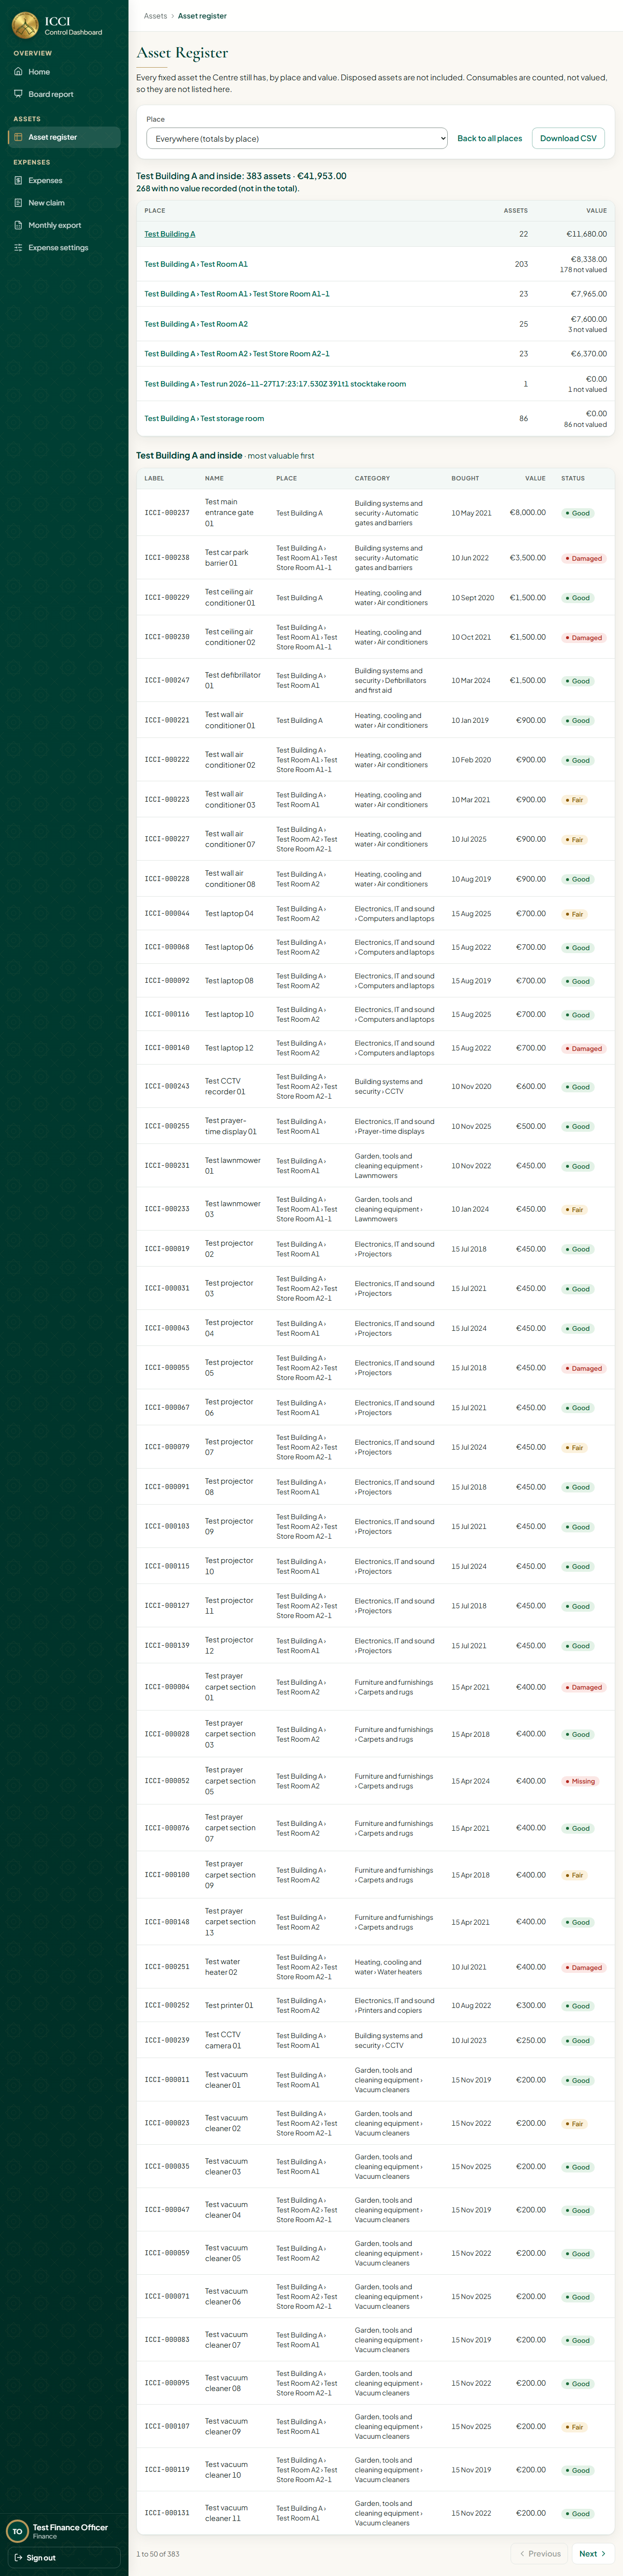 ICCI
Control Dashboard
OVERVIEW
Home
Board report
ASSETS
Asset register
EXPENSES
Expenses
New claim
Monthly export
Expense settings
Assets › Asset register
Asset Register
Every fixed asset the Centre still has, by place and value. Disposed assets are not included. Consumables are counted, not valued,
so they are not listed here.
Place
Everywhere (totals by place)
Back to all places
Download CSV
Test Building A and inside: 383 assets · €41,953.00
268 with no value recorded (not in the total).
PLACE ASSETS VALUE
Test Building A 22 €11,680.00
Test Building A › Test Room A1 203 €8,338.00
178 not valued
Test Building A › Test Room A1 › Test Store Room A1-1 23 €7,965.00
Test Building A › Test Room A2 25 €7,600.00
3 not valued
Test Building A › Test Room A2 › Test Store Room A2-1 23 €6,370.00
Test Building A › Test run 2026-11-27T17:23:17.530Z 391t1 stocktake room 1 €0.00
1 not valued
Test Building A › Test storage room 86 €0.00
86 not valued
Test Building A and inside · most valuable first
LABEL NAME PLACE CATEGORY BOUGHT VALUE STATUS
ICCI-000237 Test main entrance gate 01 Test Building A Building systems and security › Automatic gates and barriers 10 May 2021 €8,000.00 Good
ICCI-000238 Test car park barrier 01 Test Building A › Test Room A1 › Test Store Room A1-1 Building systems and security › Automatic gates and barriers 10 Jun 2022 €3,500.00 Damaged
ICCI-000229 Test ceiling air conditioner 01 Test Building A Heating, cooling and water › Air conditioners 10 Sept 2020 €1,500.00 Good
ICCI-000230 Test ceiling air conditioner 02 Test Building A › Test Room A1 › Test Store Room A1-1 Heating, cooling and water › Air conditioners 10 Oct 2021 €1,500.00 Damaged
ICCI-000247 Test defibrillator 01 Test Building A › Test Room A1 Building systems and security › Defibrillators and first aid 10 Mar 2024 €1,500.00 Good
ICCI-000221 Test wall air conditioner 01 Test Building A Heating, cooling and water › Air conditioners 10 Jan 2019 €900.00 Good
ICCI-000222 Test wall air conditioner 02 Test Building A › Test Room A1 › Test Store Room A1-1 Heating, cooling and water › Air conditioners 10 Feb 2020 €900.00 Good
ICCI-000223 Test wall air conditioner 03 Test Building A › Test Room A1 Heating, cooling and water › Air conditioners 10 Mar 2021 €900.00 Fair
ICCI-000227 Test wall air conditioner 07 Test Building A › Test Room A2 › Test Store Room A2-1 Heating, cooling and water › Air conditioners 10 Jul 2025 €900.00 Fair
ICCI-000228 Test wall air conditioner 08 Test Building A › Test Room A2 Heating, cooling and water › Air conditioners 10 Aug 2019 €900.00 Good
ICCI-000044 Test laptop 04 Test Building A › Test Room A2 Electronics, IT and sound › Computers and laptops 15 Aug 2025 €700.00 Fair
ICCI-000068 Test laptop 06 Test Building A › Test Room A2 Electronics, IT and sound › Computers and laptops 15 Aug 2022 €700.00 Good
ICCI-000092 Test laptop 08 Test Building A › Test Room A2 Electronics, IT and sound › Computers and laptops 15 Aug 2019 €700.00 Good
ICCI-000116 Test laptop 10 Test Building A › Test Room A2 Electronics, IT and sound › Computers and laptops 15 Aug 2025 €700.00 Good
ICCI-000140 Test laptop 12 Test Building A › Test Room A2 Electronics, IT and sound › Computers and laptops 15 Aug 2022 €700.00 Damaged
ICCI-000243 Test CCTV recorder 01 Test Building A › Test Room A2 › Test Store Room A2-1 Building systems and security › CCTV 10 Nov 2020 €600.00 Good
ICCI-000255 Test prayer-time display 01 Test Building A › Test Room A1 Electronics, IT and sound › Prayer-time displays 10 Nov 2025 €500.00 Good
ICCI-000231 Test lawnmower 01 Test Building A › Test Room A1 Garden, tools and cleaning equipment › Lawnmowers 10 Nov 2022 €450.00 Good
ICCI-000233 Test lawnmower 03 Test Building A › Test Room A1 › Test Store Room A1-1 Garden, tools and cleaning equipment › Lawnmowers 10 Jan 2024 €450.00 Fair
ICCI-000019 Test projector 02 Test Building A › Test Room A1 Electronics, IT and sound › Projectors 15 Jul 2018 €450.00 Good
ICCI-000031 Test projector 03 Test Building A › Test Room A2 › Test Store Room A2-1 Electronics, IT and sound › Projectors 15 Jul 2021 €450.00 Good
ICCI-000043 Test projector 04 Test Building A › Test Room A1 Electronics, IT and sound › Projectors 15 Jul 2024 €450.00 Good
ICCI-000055 Test projector 05 Test Building A › Test Room A2 › Test Store Room A2-1 Electronics, IT and sound › Projectors 15 Jul 2018 €450.00 Damaged
ICCI-000067 Test projector 06 Test Building A › Test Room A1 Electronics, IT and sound › Projectors 15 Jul 2021 €450.00 Good
ICCI-000079 Test projector 07 Test Building A › Test Room A2 › Test Store Room A2-1 Electronics, IT and sound › Projectors 15 Jul 2024 €450.00 Fair
ICCI-000091 Test projector 08 Test Building A › Test Room A1 Electronics, IT and sound › Projectors 15 Jul 2018 €450.00 Good
ICCI-000103 Test projector 09 Test Building A › Test Room A2 › Test Store Room A2-1 Electronics, IT and sound › Projectors 15 Jul 2021 €450.00 Good
ICCI-000115 Test projector 10 Test Building A › Test Room A1 Electronics, IT and sound › Projectors 15 Jul 2024 €450.00 Good
ICCI-000127 Test projector 11 Test Building A › Test Room A2 › Test Store Room A2-1 Electronics, IT and sound › Projectors 15 Jul 2018 €450.00 Good
ICCI-000139 Test projector 12 Test Building A › Test Room A1 Electronics, IT and sound › Projectors 15 Jul 2021 €450.00 Good
ICCI-000004 Test prayer carpet section 01 Test Building A › Test Room A2 Furniture and furnishings › Carpets and rugs 15 Apr 2021 €400.00 Damaged
ICCI-000028 Test prayer carpet section 03 Test Building A › Test Room A2 Furniture and furnishings › Carpets and rugs 15 Apr 2018 €400.00 Good
ICCI-000052 Test prayer carpet section 05 Test Building A › Test Room A2 Furniture and furnishings › Carpets and rugs 15 Apr 2024 €400.00 Missing
ICCI-000076 Test prayer carpet section 07 Test Building A › Test Room A2 Furniture and furnishings › Carpets and rugs 15 Apr 2021 €400.00 Good
ICCI-000100 Test prayer carpet section 09 Test Building A › Test Room A2 Furniture and furnishings › Carpets and rugs 15 Apr 2018 €400.00 Fair
ICCI-000148 Test prayer carpet section 13 Test Building A › Test Room A2 Furniture and furnishings › Carpets and rugs 15 Apr 2021 €400.00 Good
ICCI-000251 Test water heater 02 Test Building A › Test Room A2 › Test Store Room A2-1 Heating, cooling and water › Water heaters 10 Jul 2021 €400.00 Damaged
ICCI-000252 Test printer 01 Test Building A › Test Room A2 Electronics, IT and sound › Printers and copiers 10 Aug 2022 €300.00 Good
ICCI-000239 Test CCTV camera 01 Test Building A › Test Room A1 Building systems and security › CCTV 10 Jul 2023 €250.00 Good
ICCI-000011 Test vacuum cleaner 01 Test Building A › Test Room A1 Garden, tools and cleaning equipment › Vacuum cleaners 15 Nov 2019 €200.00 Good
ICCI-000023 Test vacuum cleaner 02 Test Building A › Test Room A2 › Test Store Room A2-1 Garden, tools and cleaning equipment › Vacuum cleaners 15 Nov 2022 €200.00 Fair
ICCI-000035 Test vacuum cleaner 03 Test Building A › Test Room A1 Garden, tools and cleaning equipment › Vacuum cleaners 15 Nov 2025 €200.00 Good
ICCI-000047 Test vacuum cleaner 04 Test Building A › Test Room A2 › Test Store Room A2-1 Garden, tools and cleaning equipment › Vacuum cleaners 15 Nov 2019 €200.00 Good
ICCI-000059 Test vacuum cleaner 05 Test Building A › Test Room A2 Garden, tools and cleaning equipment › Vacuum cleaners 15 Nov 2022 €200.00 Good
ICCI-000071 Test vacuum cleaner 06 Test Building A › Test Room A2 › Test Store Room A2-1 Garden, tools and cleaning equipment › Vacuum cleaners 15 Nov 2025 €200.00 Good
ICCI-000083 Test vacuum cleaner 07 Test Building A › Test Room A1 Garden, tools and cleaning equipment › Vacuum cleaners 15 Nov 2019 €200.00 Good
ICCI-000095 Test vacuum cleaner 08 Test Building A › Test Room A2 › Test Store Room A2-1 Garden, tools and cleaning equipment › Vacuum cleaners 15 Nov 2022 €200.00 Good
ICCI-000107 Test vacuum cleaner 09 Test Building A › Test Room A1 Garden, tools and cleaning equipment › Vacuum cleaners 15 Nov 2025 €200.00 Fair
ICCI-000119 Test vacuum cleaner 10 Test Building A › Test Room A2 › Test Store Room A2-1 Garden, tools and cleaning equipment › Vacuum cleaners 15 Nov 2019 €200.00 Good
ICCI-000131 Test vacuum cleaner 11 Test Building A › Test Room A1 Garden, tools and cleaning equipment › Vacuum cleaners 15 Nov 2022 €200.00 Good
1 to 50 of 383
Previous
Next
TO
Test Finance Officer
Finance
Sign out